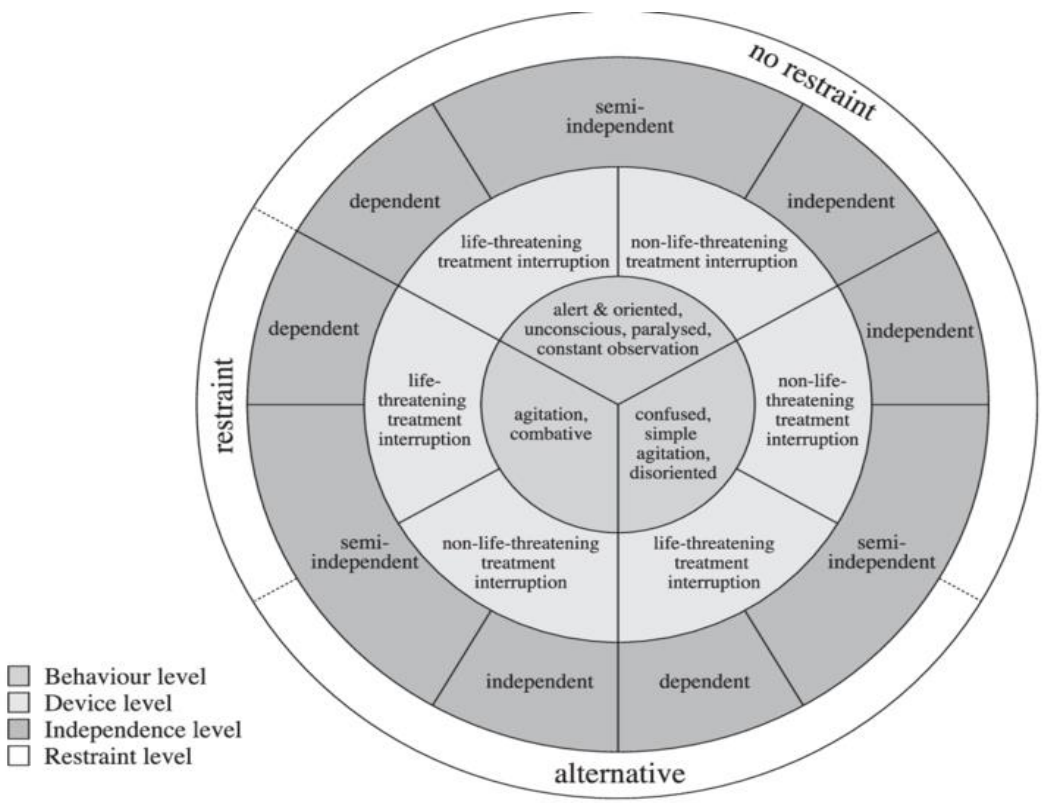 no restraint
semi-
independent
dependent
independent
life-threatening
treatment interruption
non-life-threatening
treatment interruption
alert & oriented,
unconscious, paralysed,
constant observation
dependent
independent
restraint
life-
threatening
treatment
interruption
agitation,
combative
confused,
simple
agitation,
disoriented
non-life-
threatening
treatment
interruption
semi-
independent
non-life-threatening
treatment
interruption
life-threatening
treatment
interruption
semi-
independent
independent
dependent
alternative
Behaviour level
Device level
Independence level
Restraint level